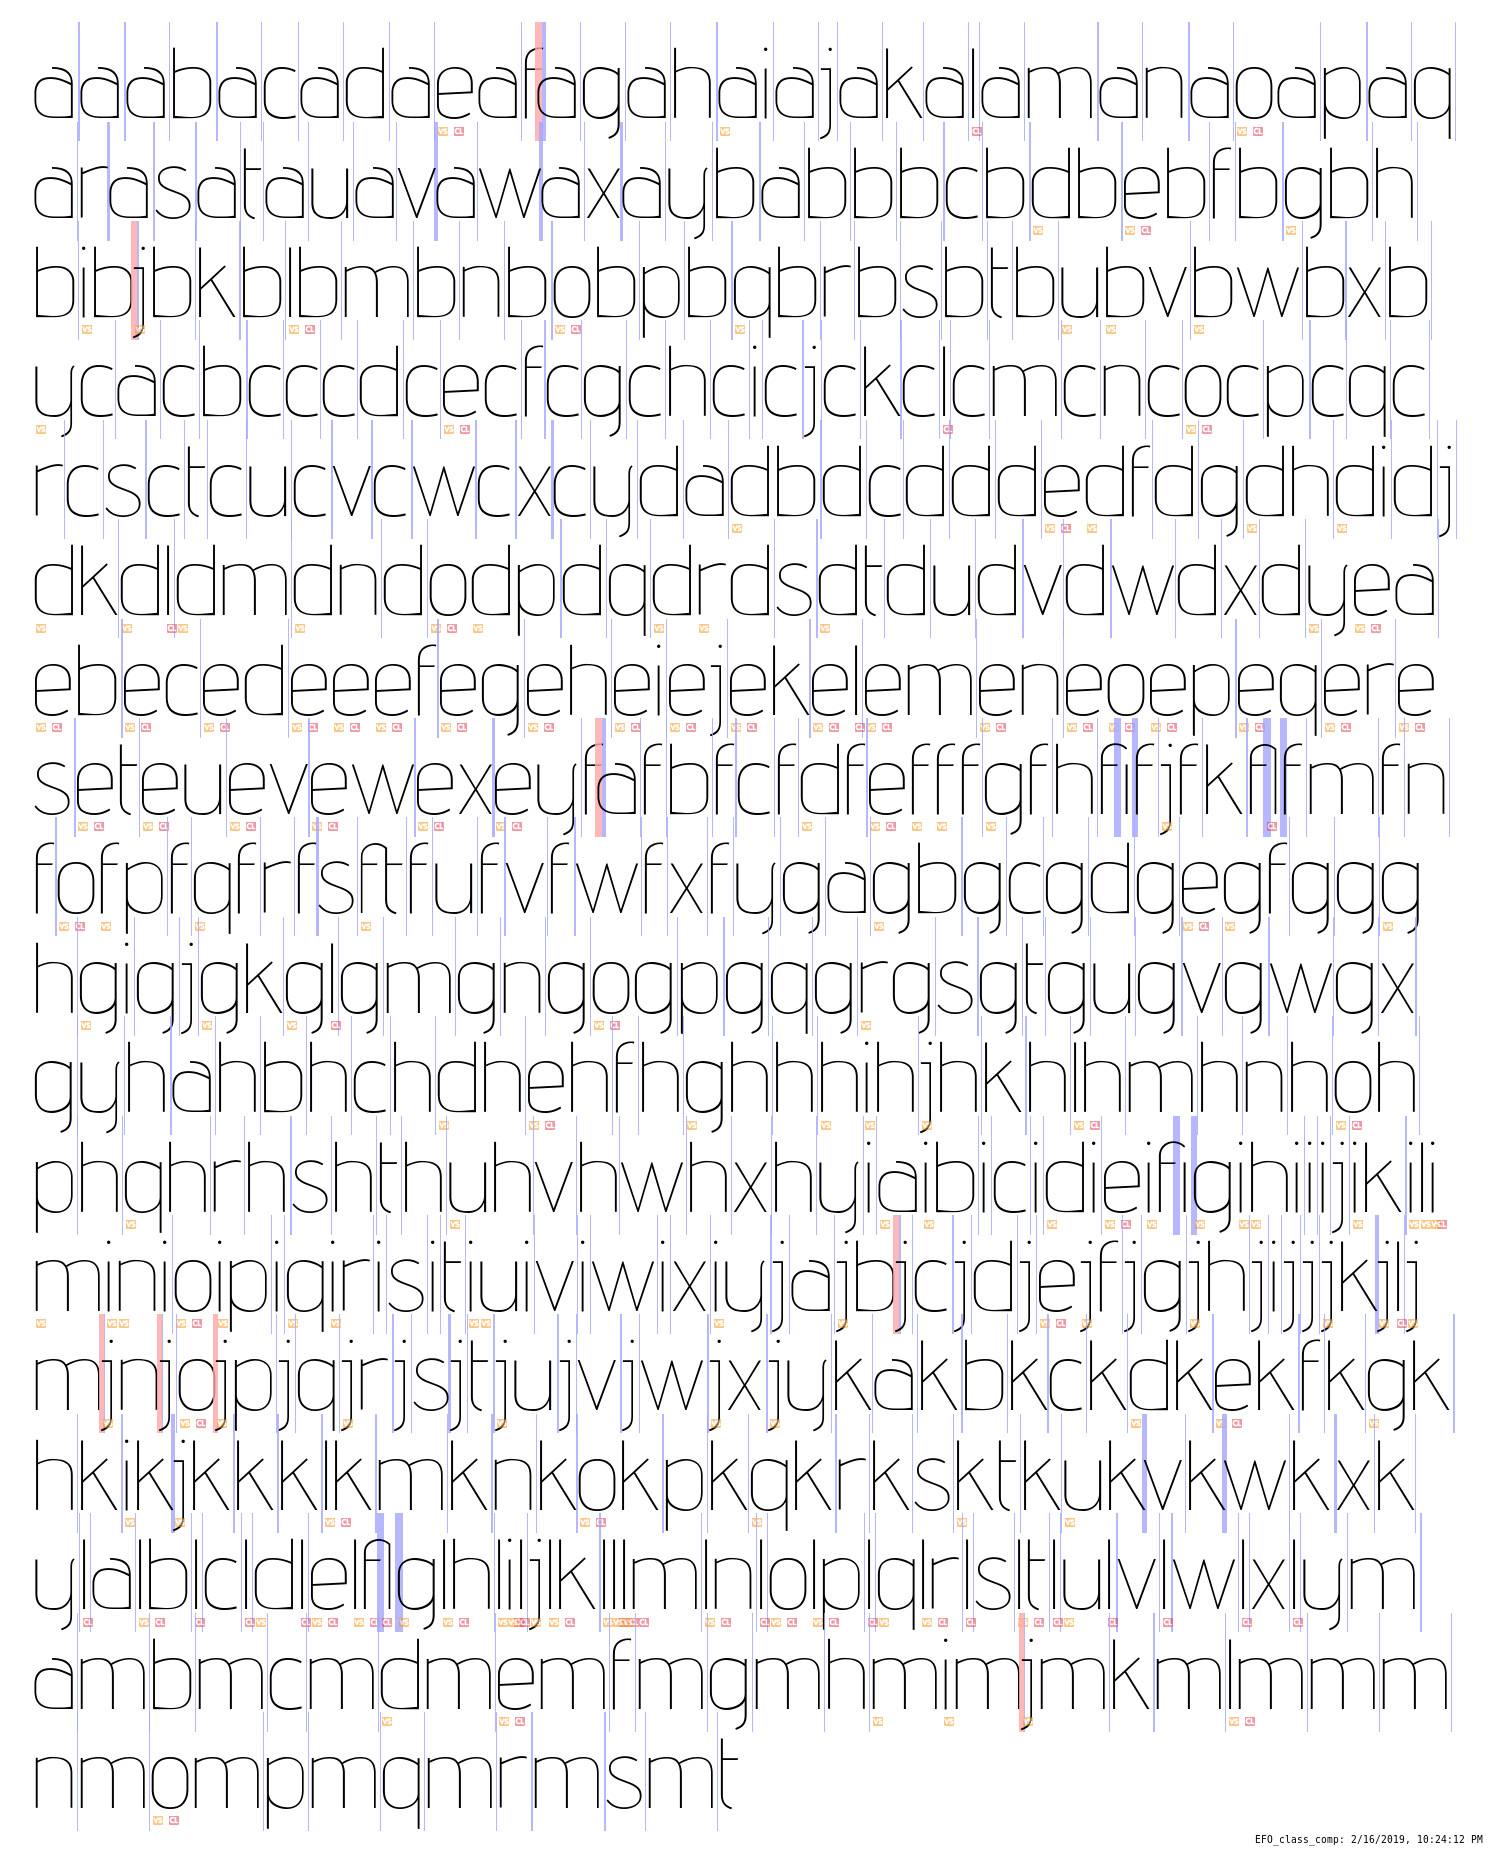 aaabacadaeafagahaiajakalamanaoapaq
arasatauavawaxaybabbbcbdbebfbgbh
bibjbkblbmbnbobpbqbrbsbtbubvbwbxb
ycacbcccdcecfcgchcicjckclcmcncocpcqc
rcsctcucvcwcxcydadbdcdddedfdgdhdidj
dkdldmdndodpdqdrdsdtdudvdwdxdyea
ebecedeeefegeheiejekelemeneoepeqere
seteuevewexeyfafbfcfdfefffgfhfifjfkflfmfn
fofpfqfrfsftfufvfwfxfygagbgcgdgegfggg
hgigjgkglgmgngogpgqgrgsgtgugvgwgx
gyhahbhchdhehfhghhhihjhkhlhmhnhoh
phqhrhshthuhvhwhxhyiaibicidieifigihiiijikili
minioipiqirisitiuiviwixiyjajbjcjdjejfjgjhjijjjkjlj
mjnjojpjqjrjsjtjujvjwjxjykakbkckdkekfkgk
hkikjkkklkmknkokpkqkrksktkukvkwkxk
ylalblcldlelflglhliljlklllmlnlolplqlrlsltlulvlwlxlym
ambmcmdmemfmgmhmimjmkmlmmm
nmompmqmrmsmt
EFO_class_comp: 2/16/2019, 10:24:12 PM